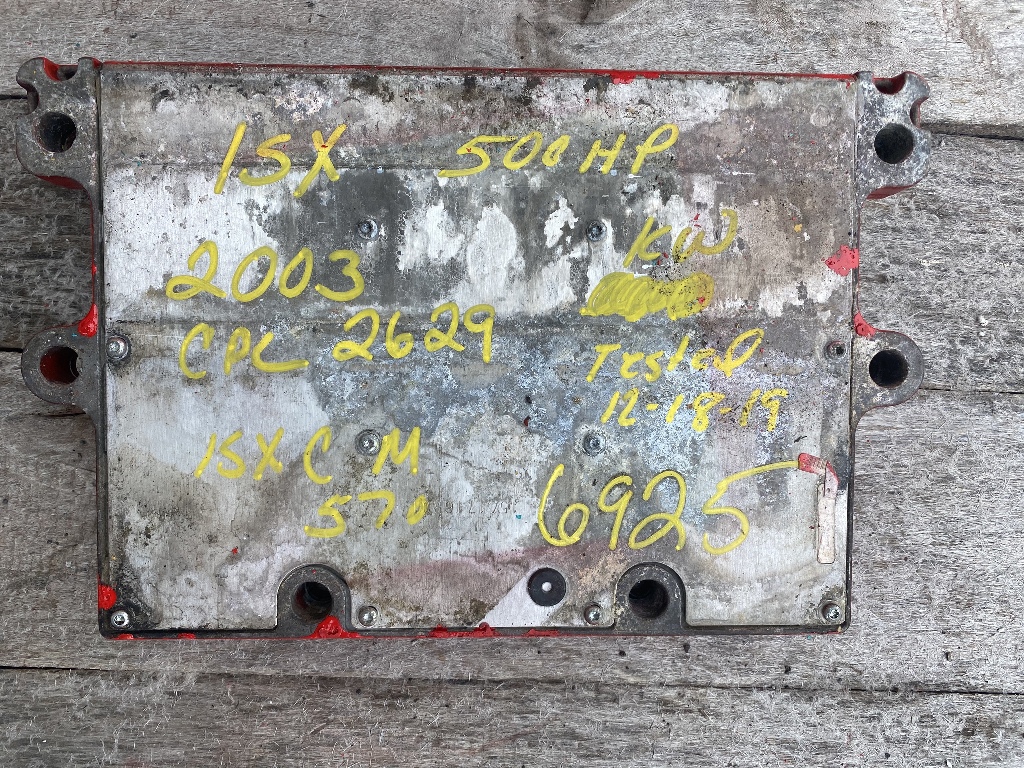 ISX 500HP
KW
2003
CPL 2629
Tested
12-18-19
ISX CM
570
6925